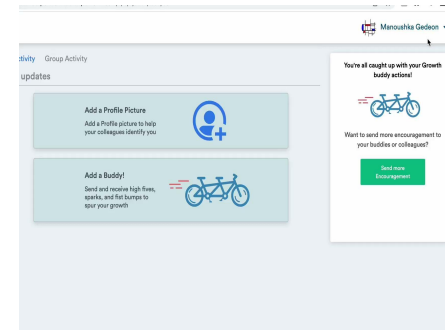 Manoushka Gedeon
ctivity Group Activity
updates
Add a Profile Picture
Add a Profile picture to help
your colleagues identify you
Add a Buddy!
Send and receive high fives,
sparks, and fist bumps to
spur your growth
You're all caught up with your Growth
buddy actions!
Want to send more encouragement to
your buddies or colleagues?
Send more
Encouragement